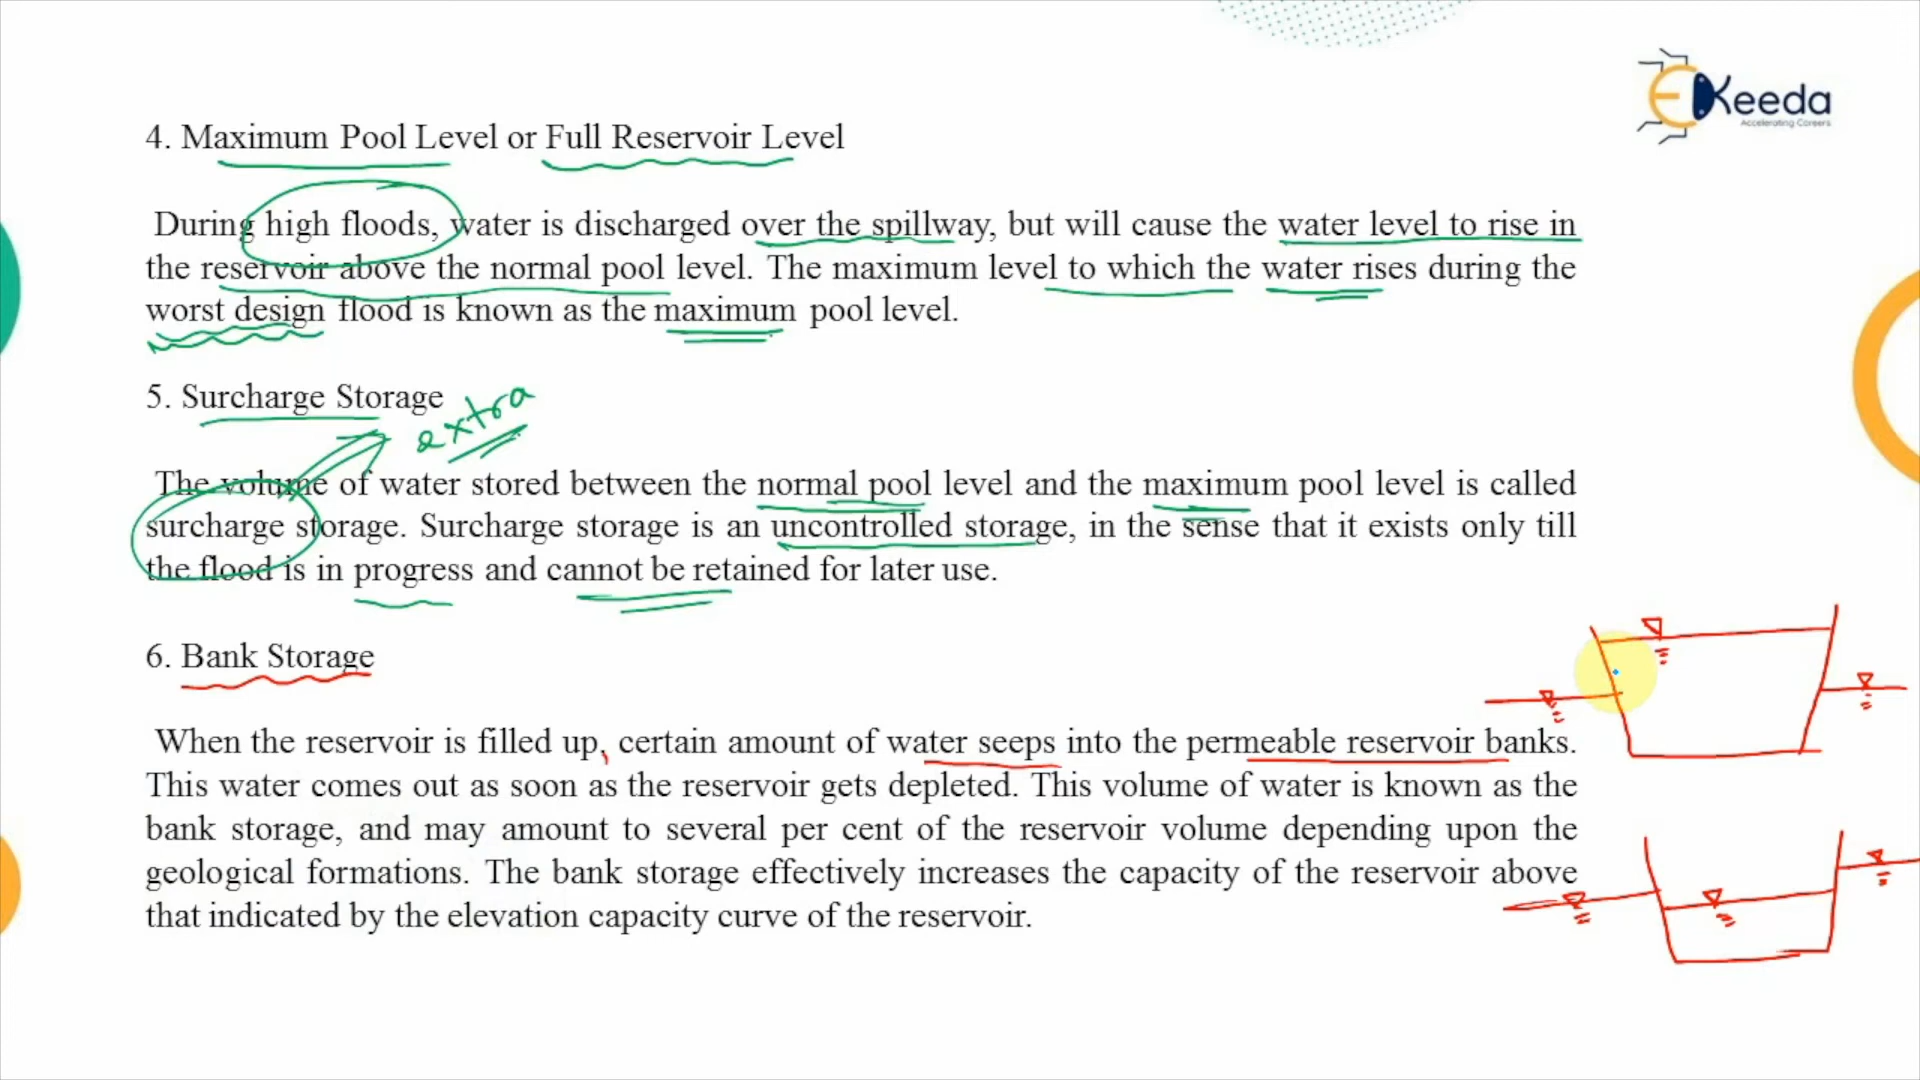 EKeeda
Accelerating Careers
4. Maximum Pool Level or Full Reservoir Level
During high floods, water is discharged over the spillway, but will cause the water level to rise in
the reservoir above the normal pool level. The maximum level to which the water rises during the
worst design flood is known as the maximum pool level.
5. Surcharge Storage
extra
The volume of water stored between the normal pool level and the maximum pool level is called
surcharge storage. Surcharge storage is an uncontrolled storage, in the sense that it exists only till
the flood is in progress and cannot be retained for later use.
6. Bank Storage
When the reservoir is filled up, certain amount of water seeps into the permeable reservoir banks.
This water comes out as soon as the reservoir gets depleted. This volume of water is known as the
bank storage, and may amount to several per cent of the reservoir volume depending upon the
geological formations. The bank storage effectively increases the capacity of the reservoir above
that indicated by the elevation capacity curve of the reservoir.